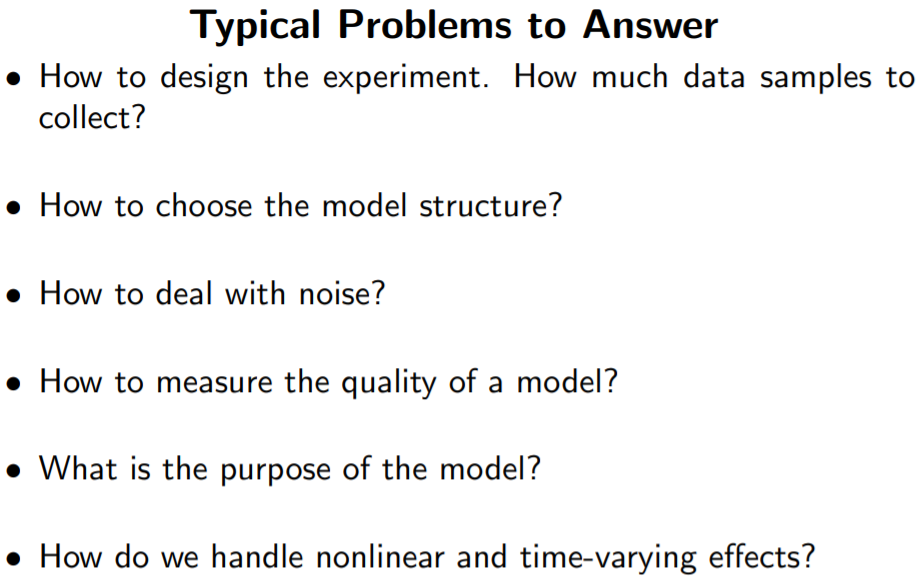 Typical Problems to Answer
• How to design the experiment. How much data samples to
collect?
• How to choose the model structure?
• How to deal with noise?
• How to measure the quality of a model?
• What is the purpose of the model?
• How do we handle nonlinear and time-varying effects?